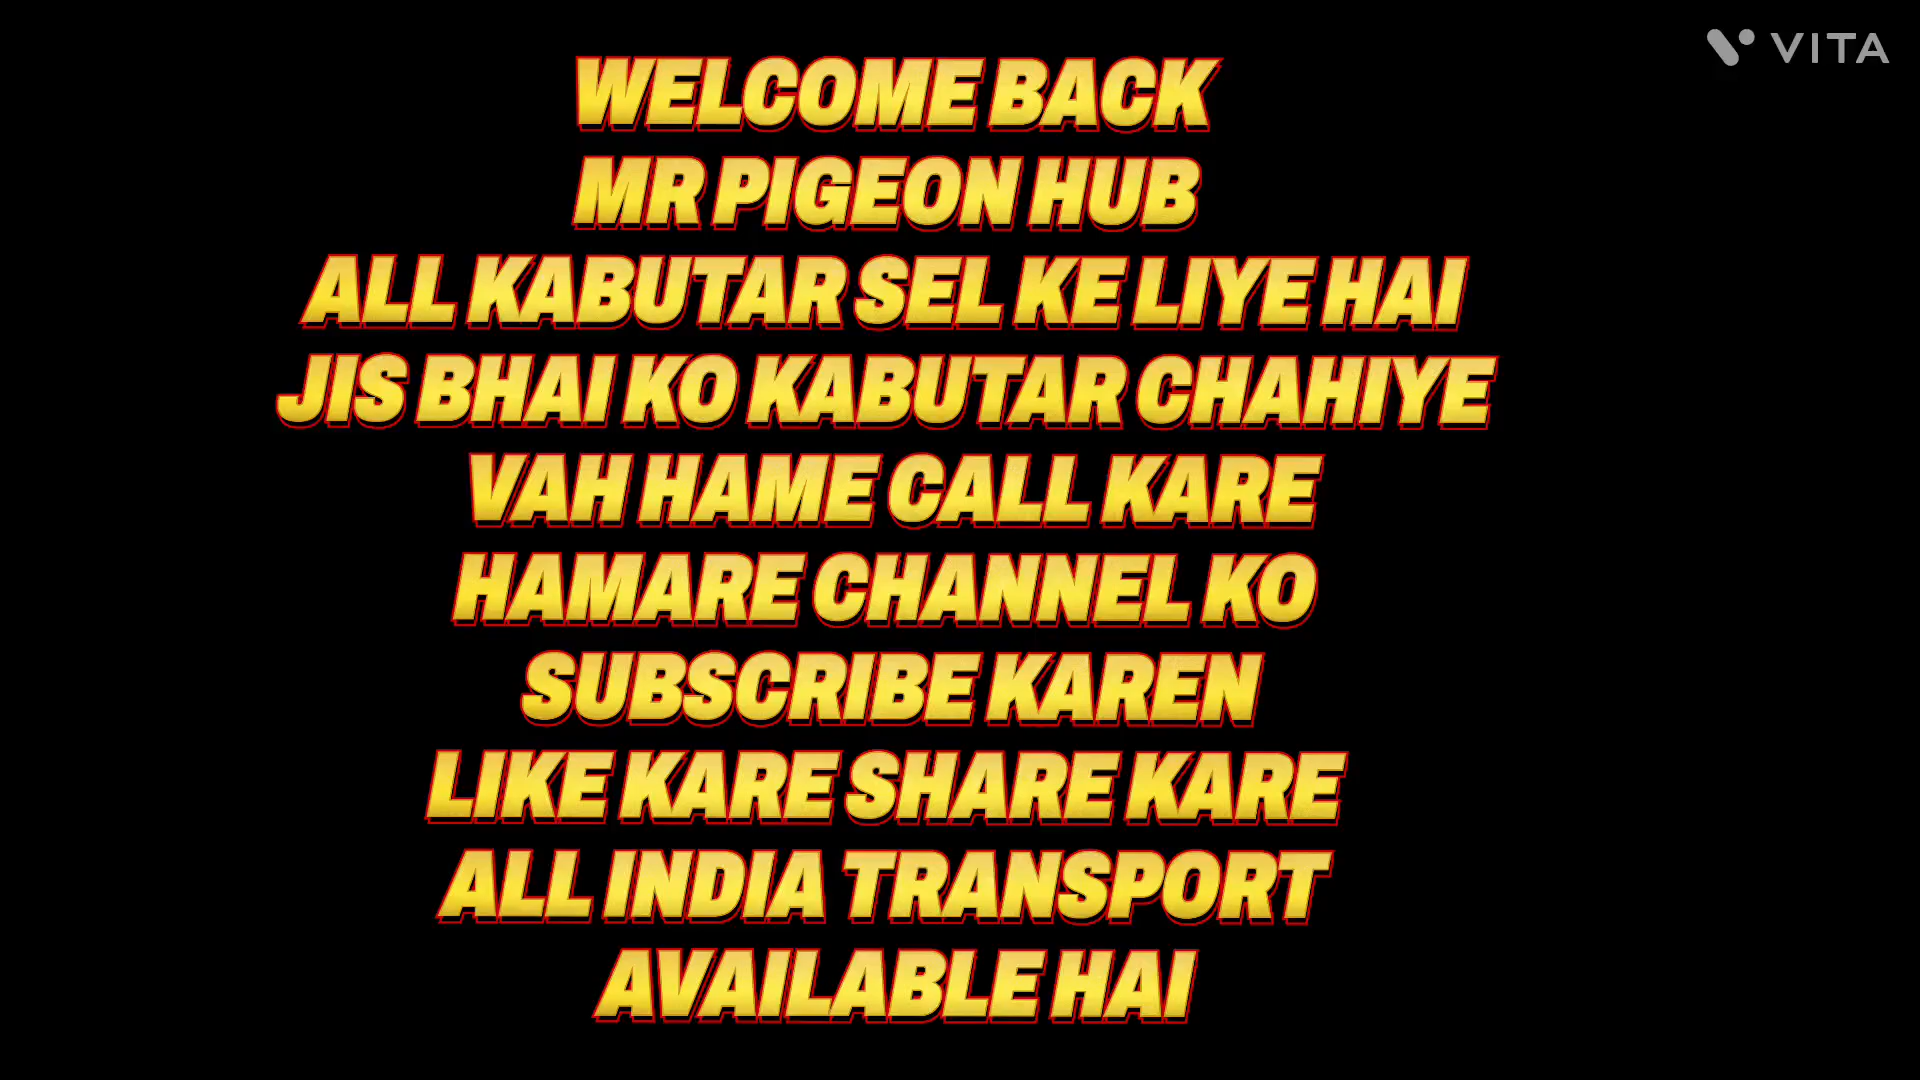 VITA
WELCOME BACK
MR PIGEON HUB
ALL KABUTAR SEL KE LIYE HAI
JIS BHAI KO KABUTAR CHAHIYE
VAH HAME CALL KARE
HAMARE CHANNEL KO
SUBSCRIBE KAREN
LIKE KARE SHARE KARE
ALL INDIA TRANSPORT
AVAILABLE HAI